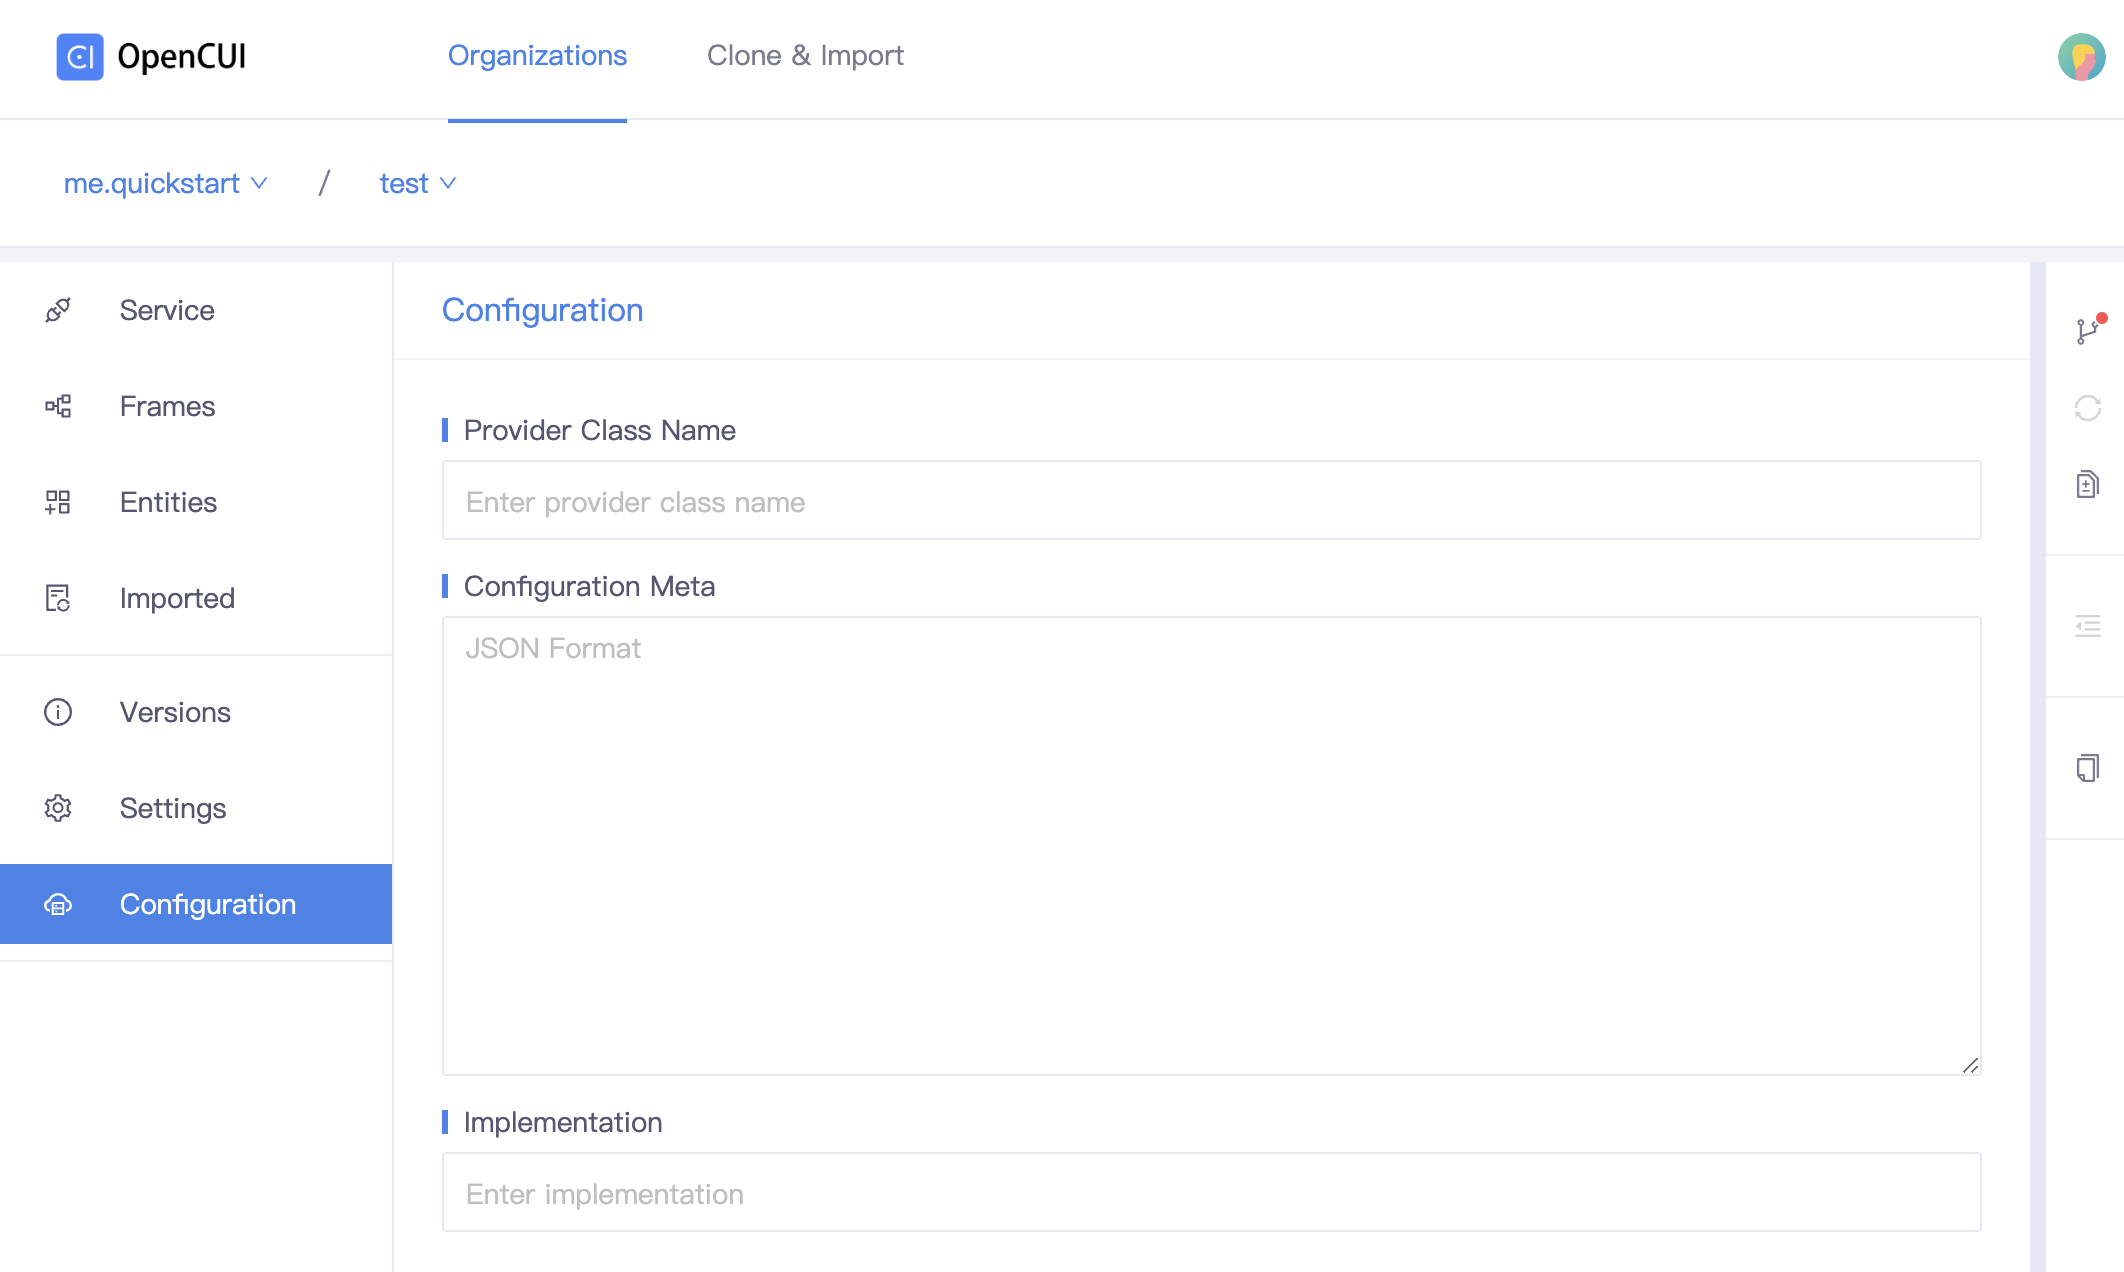 CI OpenCUI
Organizations
Clone & Import
me.quickstart / test
Service
Frames
Entities
Imported
Versions
Settings
Configuration
Configuration
Provider Class Name
Enter provider class name
Configuration Meta
JSON Format
Implementation
Enter implementation